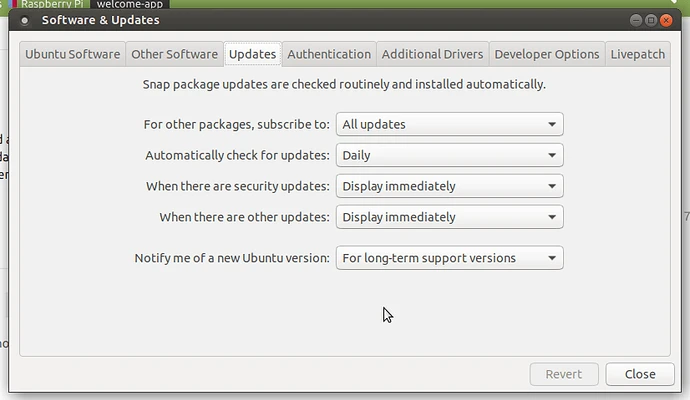 Raspberry Pi welcome-app
Software & Updates
Ubuntu Software Other Software Updates Authentication Additional Drivers Developer Options Livepatch
Snap package updates are checked routinely and installed automatically.
For other packages, subscribe to: All updates
Automatically check for updates: Daily
When there are security updates: Display immediately
When there are other updates: Display immediately
Notify me of a new Ubuntu version: For long-term support versions
Revert Close